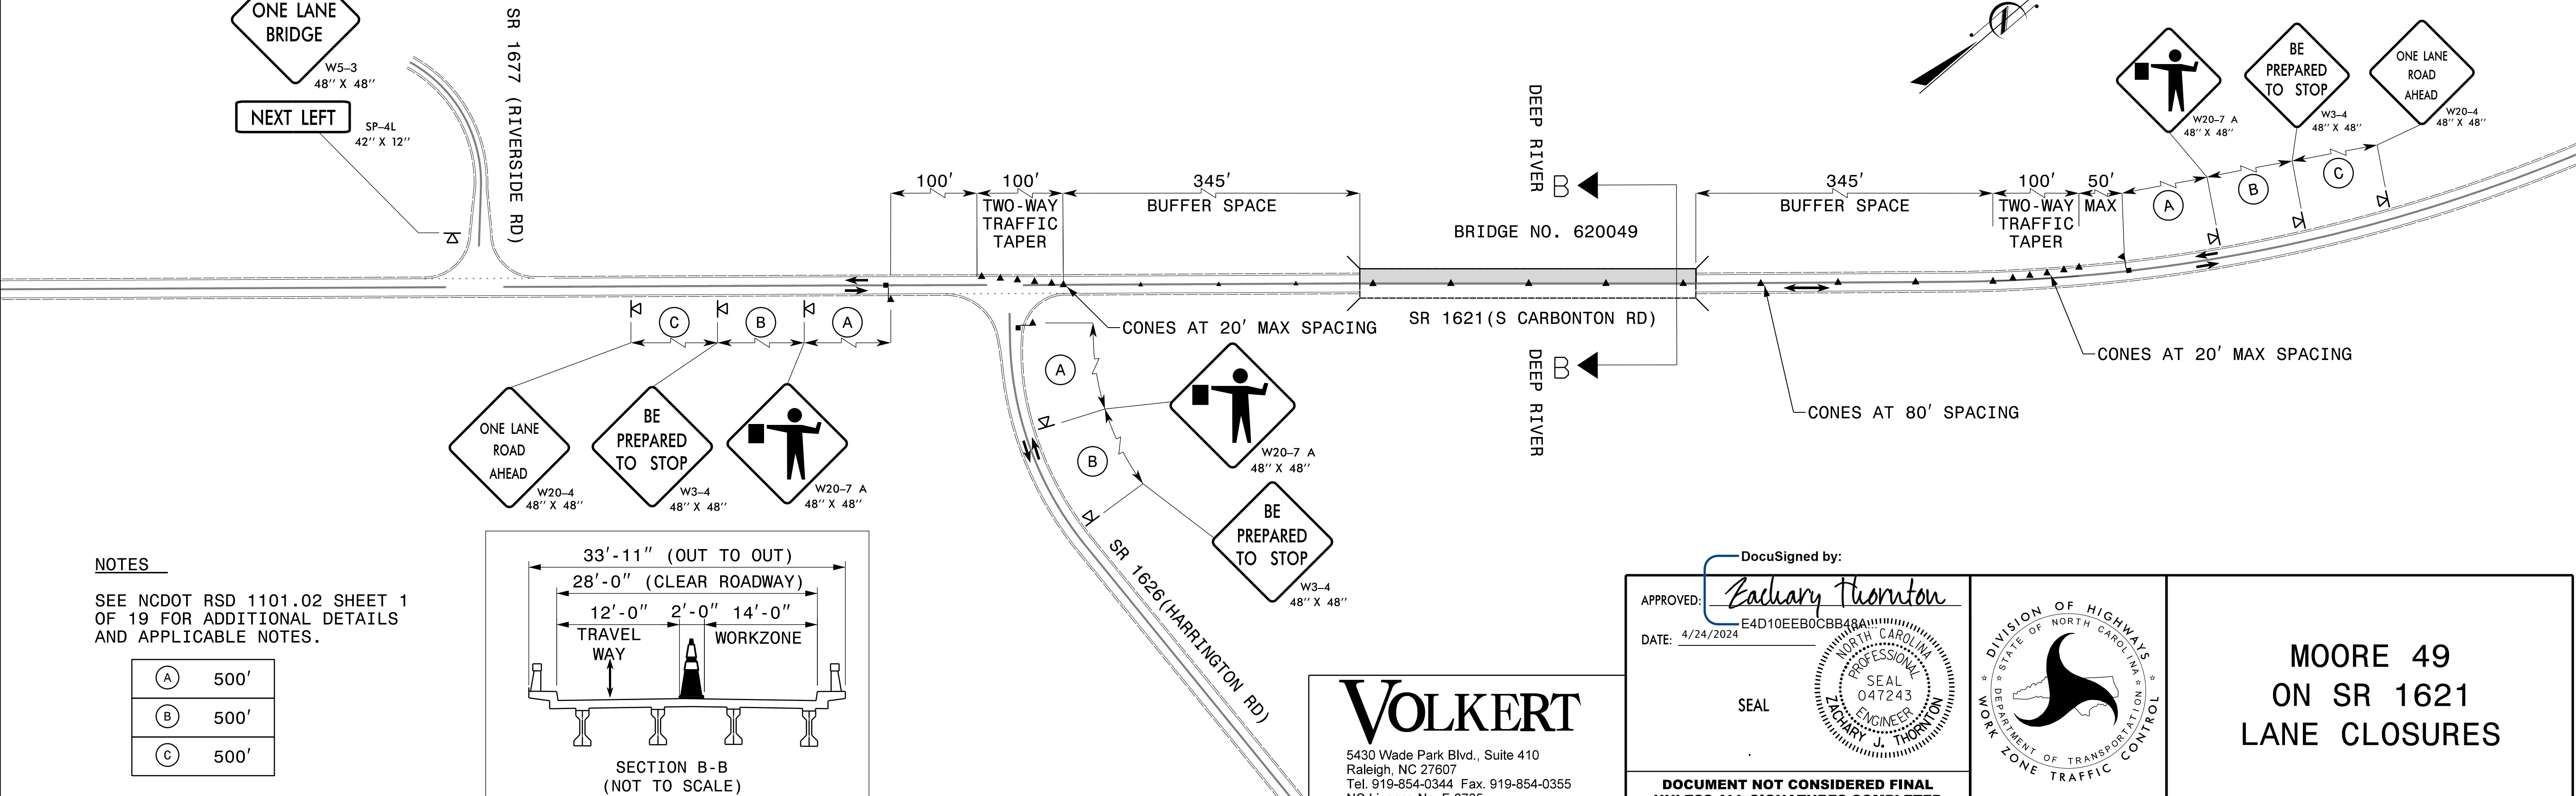 ONE LANE
BRIDGE
W5-3
48" X 48"
NEXT LEFT
SP-4L
42" X 12"
SR 1677 (RIVERSIDE RD)
100'
100'
TWO-WAY
TRAFFIC
TAPER
345'
BUFFER SPACE
DEEP RIVER
B
BRIDGE NO. 620049
345'
BUFFER SPACE
100'
TWO-WAY
TRAFFIC
TAPER
50'
MAX
A
B
C
W20-7 A
48" X 48"
BE
PREPARED
TO STOP
W3-4
48" X 48"
ONE LANE
ROAD
AHEAD
W20-4
48" X 48"
C
B
A
CONES AT 20' MAX SPACING
SR 1621(S CARBONTON RD)
DEEP RIVER
B
CONES AT 20' MAX SPACING
CONES AT 80' SPACING
ONE LANE
ROAD
AHEAD
W20-4
48" X 48"
BE
PREPARED
TO STOP
W3-4
48" X 48"
W20-7 A
48" X 48"
A
B
W20-7 A
48" X 48"
BE
PREPARED
TO STOP
W3-4
48" X 48"
SR 1626(HARRINGTON RD)
NOTES
SEE NCDOT RSD 1101.02 SHEET 1
OF 19 FOR ADDITIONAL DETAILS
AND APPLICABLE NOTES.
A 500'
B 500'
C 500'
33'-11" (OUT TO OUT)
28'-0" (CLEAR ROADWAY)
12'-0" 2'-0" 14'-0"
TRAVEL
WAY
WORKZONE
SECTION B-B
(NOT TO SCALE)
VOLKERT
5430 Wade Park Blvd., Suite 410
Raleigh, NC 27607
Tel. 919-854-0344 Fax. 919-854-0355
DocuSigned by:
APPROVED: Zachary Thornton
E4D10EEB0CBB48A...
DATE: 4/24/2024
SEAL
NORTH CAROLINA
PROFESSIONAL
SEAL
047243
ENGINEER
ZACHARY J. THORNTON
DOCUMENT NOT CONSIDERED FINAL
UNLESS ALL SIGNATURES COMPLETED
DIVISION OF HIGHWAYS
STATE OF NORTH CAROLINA
DEPARTMENT OF TRANSPORTATION
WORK ZONE TRAFFIC CONTROL
MOORE 49
ON SR 1621
LANE CLOSURES